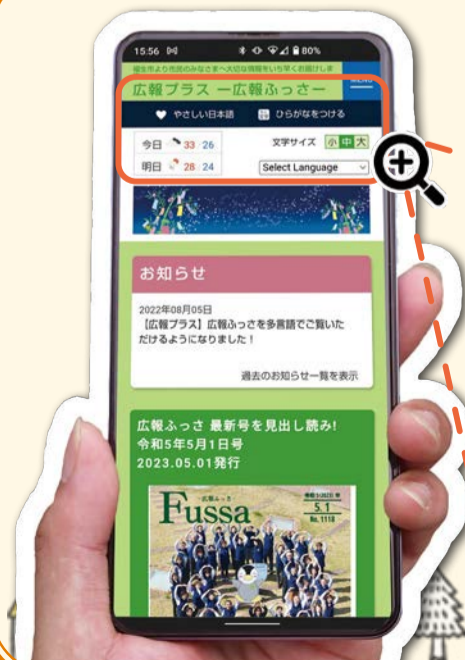 15:56
80%
福生市より市民のみなさまへ大切な情報をいち早くお届けしま
広報プラス ー広報ふっさー
MENU
やさしい日本語 ひらがなをつける
今日 33 26
文字サイズ 小 中 大
明日 28 24
Select Language
お知らせ
2022年08月05日
【広報プラス】広報ふっさを多言語でご覧いた
だけるようになりました!
過去のお知らせ一覧を表示
広報ふっさ 最新号を見出し読み!
令和5年5月1日号
2023.05.01発行
広報ふっさ
Fussa
令和5(2023)年
5.1
No. 1118